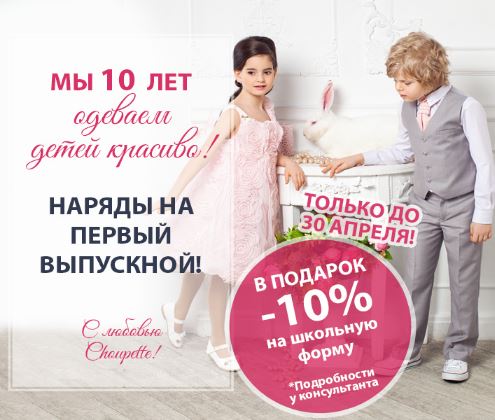 МЫ 10 ЛЕТ
одеваем
детей красиво!
НАРЯДЫ НА
ПЕРВЫЙ
ВЫПУСКНОЙ!
С любовью
Choupette!
ТОЛЬКО ДО
30 АПРЕЛЯ!
В ПОДАРОК
-10%
на школьную
форму
*Подробности
у консультанта